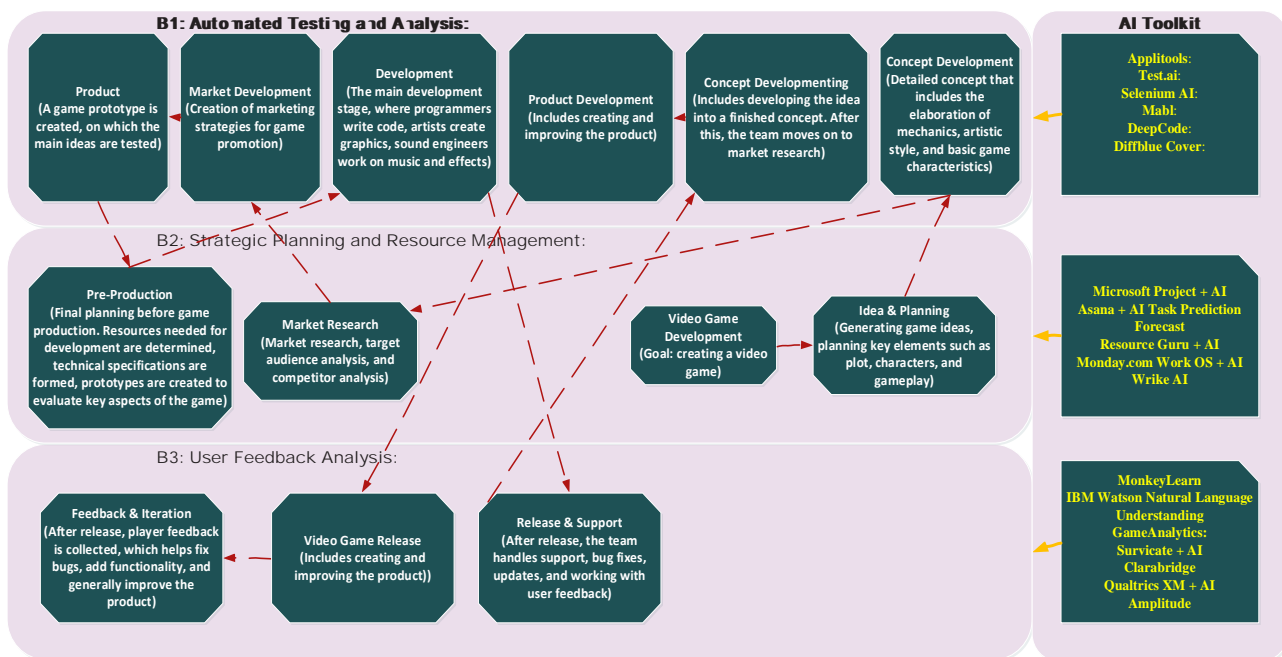 B1: Automated Testing and Analysis:
Product
(A game prototype is
created, on which the
main ideas are tested)
Market Development
(Creation of marketing
strategies for game
promotion)
Development
(The main development
stage, where programmers
write code, artists create
graphics, sound engineers
work on music and effects)
Product Development
(Includes creating and
improving the product)
Concept Developmenting
(Includes developing the idea
into a finished concept. After
this, the team moves on to
market research)
Concept Development
(Detailed concept that
includes the
elaboration of
mechanics, artistic
style, and basic game
characteristics)
B2: Strategic Planning and Resource Management:
Pre-Production
(Final planning before game
production. Resources needed for
development are determined,
technical specifications are
formed, prototypes are created to
evaluate key aspects of the game)
Market Research
(Market research, target
audience analysis, and
competitor analysis)
Video Game
Development
(Goal: creating a video
game)
Idea & Planning
(Generating game ideas,
planning key elements such as
plot, characters, and
gameplay)
B3: User Feedback Analysis:
Feedback & Iteration
(After release, player feedback
is collected, which helps fix
bugs, add functionality, and
generally improve the
product)
Video Game Release
(Includes creating and
improving the product))
Release & Support
(After release, the team
handles support, bug fixes,
updates, and working with
user feedback)
AI Toolkit
Applitools:
Test.ai:
Selenium AI:
Mabl:
DeepCode:
Diffblue Cover:
Microsoft Project + AI
Asana + AI Task Prediction
Forecast
Resource Guru + AI
Monday.com Work OS + AI
Wrike AI
MonkeyLearn
IBM Watson Natural Language
Understanding
GameAnalytics:
Survicate + AI
Clarabridge
Qualtrics XM + AI
Amplitude